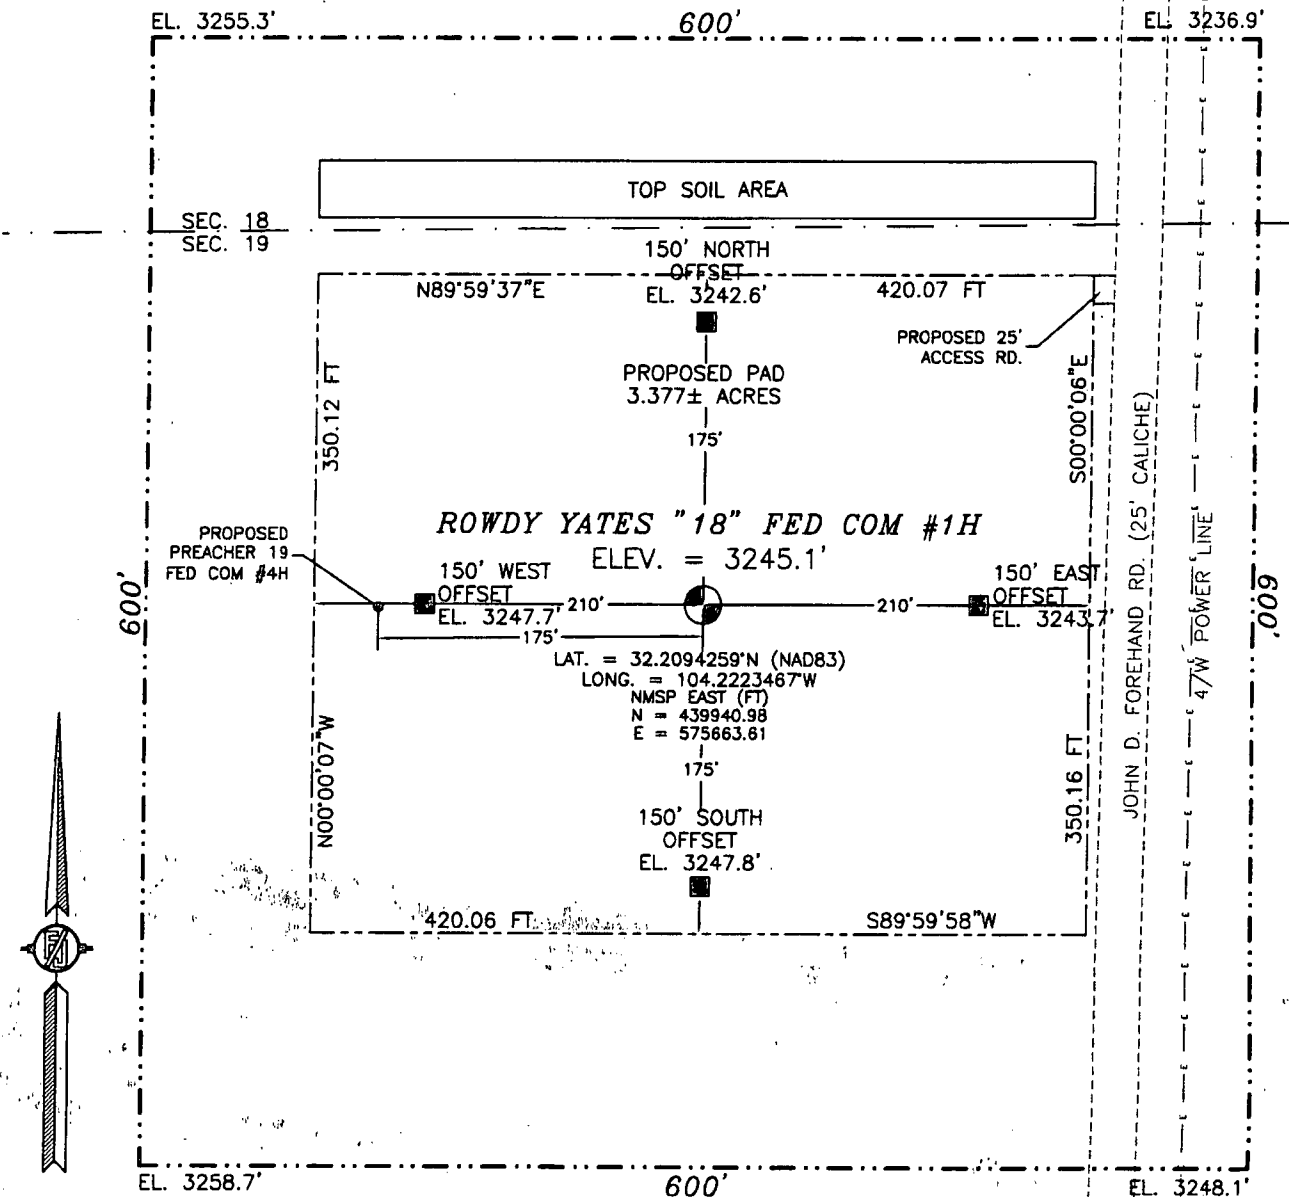 EL. 3255.3'
600'
EL. 3236.9'
TOP SOIL AREA
SEC. 18
SEC. 19
150' NORTH
OFFSET
EL. 3242.6'
N89°59'37"E
420.07 FT
PROPOSED 25'
ACCESS RD.
PROPOSED PAD
3.377± ACRES
350.12 FT
175'
S00°00'06"E
JOHN D. FOREHAND RD. (25' CALICHE)
4/W POWER LINE
ROWDY YATES "18" FED COM #1H
ELEV. = 3245.1'
PROPOSED
PREACHER 19
FED COM #4H
600'
150' WEST
OFFSET
EL. 3247.7'
210'
210'
150' EAST
OFFSET
EL. 3243.7'
600'
175'
LAT. = 32.2094259°N (NAD83)
LONG. = 104.2223467°W
NMSP EAST (FT)
N = 439940.98
E = 575663.61
N00°00'07"W
175'
350.16 FT
150' SOUTH
OFFSET
EL. 3247.8'
420.06 FT
S89°59'58"W
EL. 3258.7'
600'
EL. 3248.1'